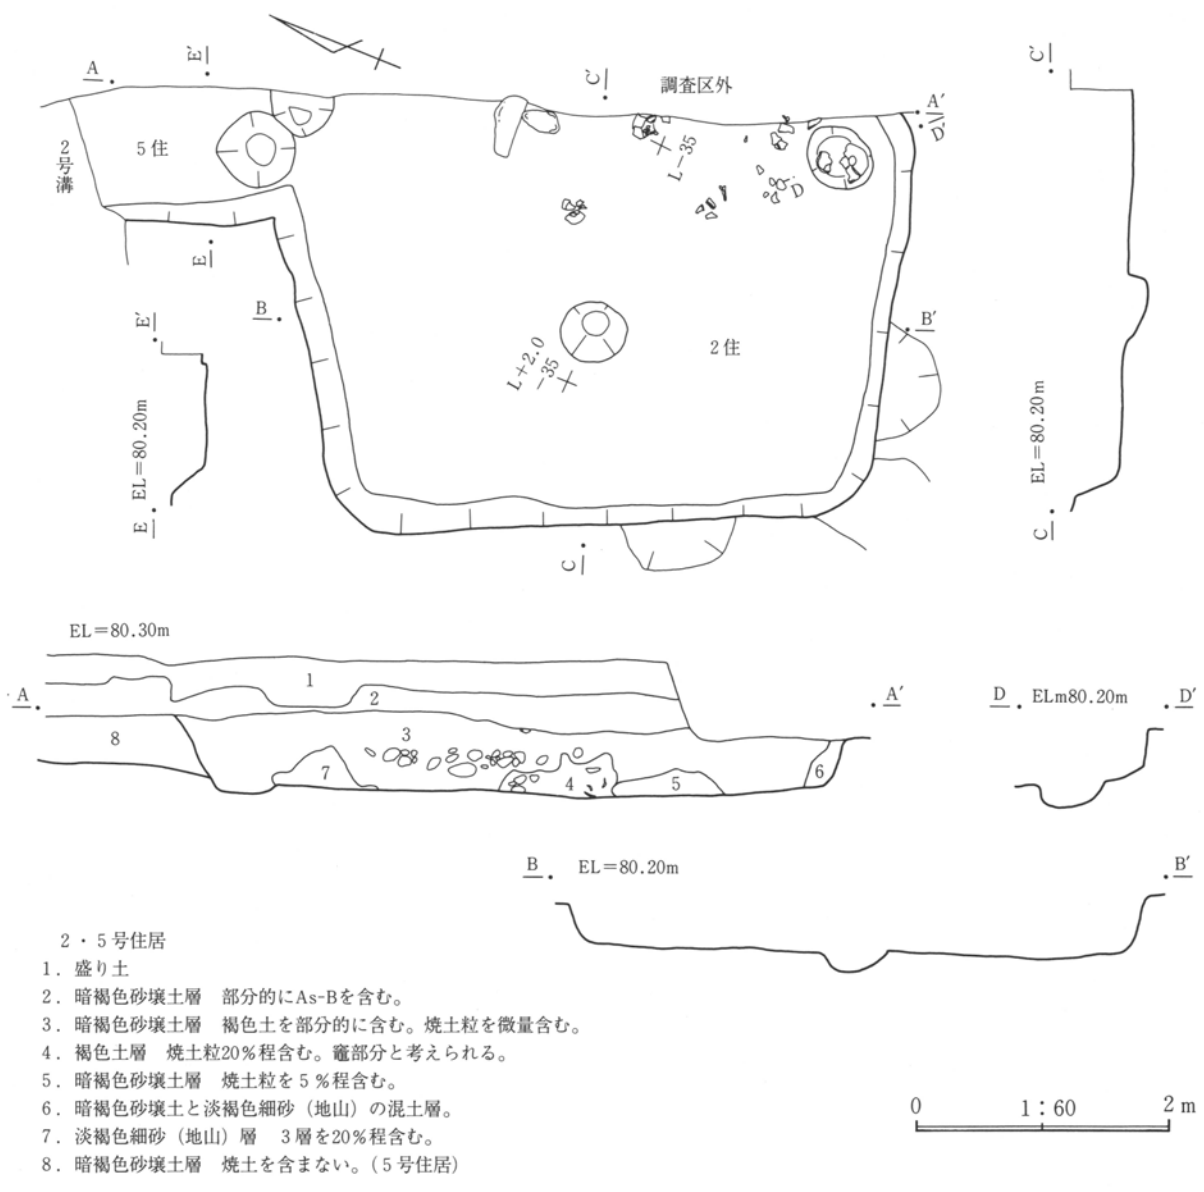 A
E′
C′
調査区外
A′
D′
C′
2号溝
5住
L−35
D
E
E′
B
B′
2住
L+2.0
−35
EL=80.20m
E
C
EL=80.20m
C
EL=80.30m
A
1
2
3
8
7
4
5
6
A′
D
ELm80.20m
D′
B
EL=80.20m
B′
2・5号住居
1．盛り土
2．暗褐色砂壌土層　部分的にAs-Bを含む。
3．暗褐色砂壌土層　褐色土を部分的に含む。焼土粒を微量含む。
4．褐色土層　焼土粒20％程含む。竈部分と考えられる。
5．暗褐色砂壌土層　焼土粒を5％程含む。
6．暗褐色砂壌土と淡褐色細砂（地山）の混土層。
7．淡褐色細砂（地山）層　3層を20％程含む。
8．暗褐色砂壌土層　焼土を含まない。（5号住居）
0　1：60　2m